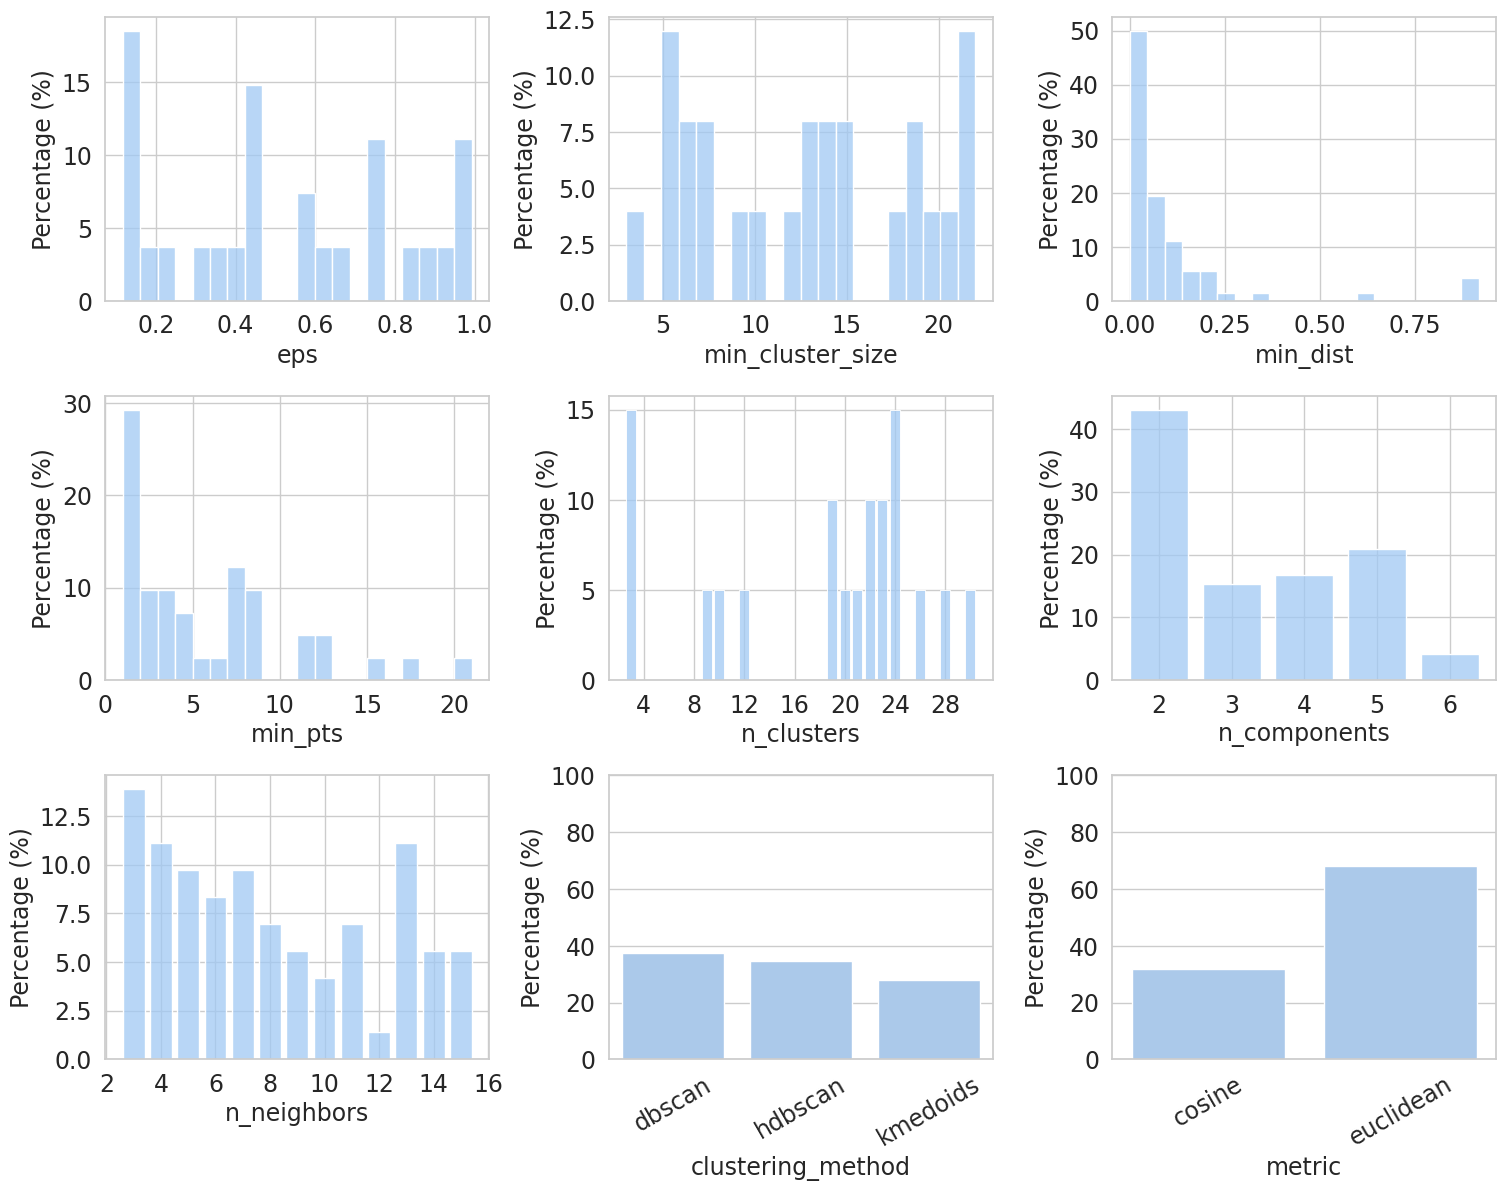 Percentage (%)
15
10
5
0
0.2 0.4 0.6 0.8 1.0
eps
Percentage (%)
12.5
10.0
7.5
5.0
2.5
0.0
5 10 15 20
min_cluster_size
Percentage (%)
50
40
30
20
10
0
0.00 0.25 0.50 0.75
min_dist
Percentage (%)
30
20
10
0
0 5 10 15 20
min_pts
Percentage (%)
15
10
5
0
4 8 12 16 20 24 28
n_clusters
Percentage (%)
40
30
20
10
0
2 3 4 5 6
n_components
Percentage (%)
12.5
10.0
7.5
5.0
2.5
0.0
2 4 6 8 10 12 14 16
n_neighbors
Percentage (%)
100
80
60
40
20
0
dbscan hdbscan kmedoids
clustering_method
Percentage (%)
100
80
60
40
20
0
cosine euclidean
metric